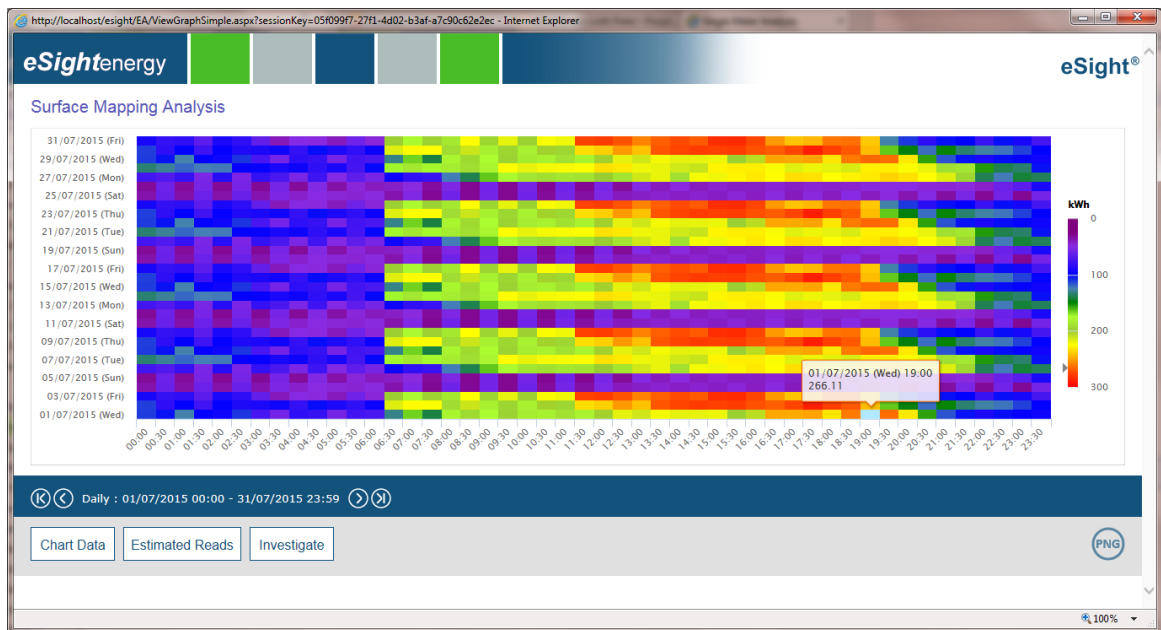 http://localhost/esight/EA/ViewGraphSimple.aspx?sessionKey=05f099f7-27f1-4d02-b3af-a7c90c62e2ec - Internet Explorer
eSightenergy
eSight®
Surface Mapping Analysis
31/07/2015 (Fri)
29/07/2015 (Wed)
27/07/2015 (Mon)
25/07/2015 (Sat)
23/07/2015 (Thu)
21/07/2015 (Tue)
19/07/2015 (Sun)
17/07/2015 (Fri)
15/07/2015 (Wed)
13/07/2015 (Mon)
11/07/2015 (Sat)
09/07/2015 (Thu)
07/07/2015 (Tue)
05/07/2015 (Sun)
03/07/2015 (Fri)
01/07/2015 (Wed)
kWh
0
100
200
300
01/07/2015 (Wed) 19:00
266.11
00:00 00:30 01:00 01:30 02:00 02:30 03:00 03:30 04:00 04:30 05:00 05:30 06:00 06:30 07:00 07:30 08:00 08:30 09:00 09:30 10:00 10:30 11:00 11:30 12:00 12:30 13:00 13:30 14:00 14:30 15:00 15:30 16:00 16:30 17:00 17:30 18:00 18:30 19:00 19:30 20:00 20:30 21:00 21:30 22:00 22:30 23:00 23:30
Daily : 01/07/2015 00:00 - 31/07/2015 23:59
Chart Data Estimated Reads Investigate PNG
100%